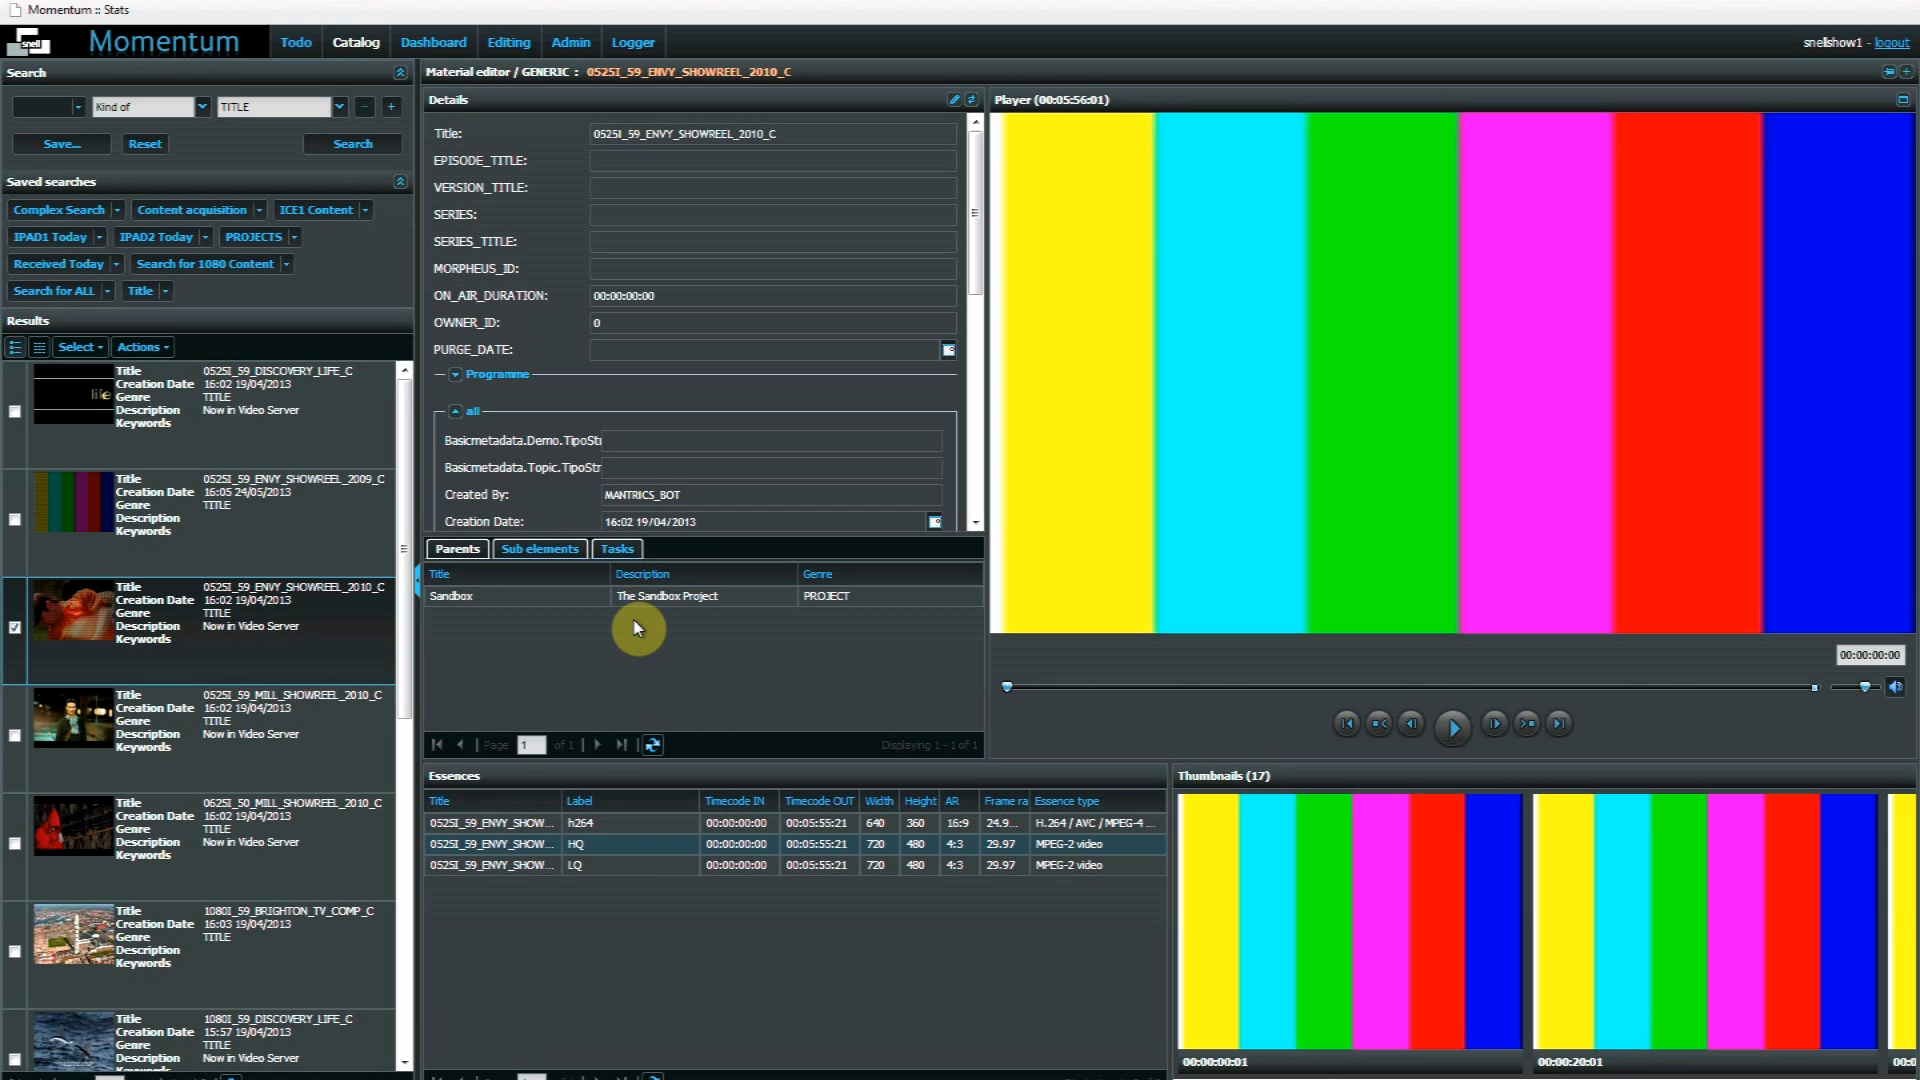 Momentum :: Stats
snell Momentum Todo Catalog Dashboard Editing Admin Logger snellshow1 - logout
Search
Kind of TITLE - +
Save... Reset Search
Saved searches
Complex Search Content acquisition ICE1 Content
IPAD1 Today IPAD2 Today PROJECTS
Received Today Search for 1080 Content
Search for ALL Title
Results
Select Actions
Title 0525I_59_DISCOVERY_LIFE_C
Creation Date 16:02 19/04/2013
Genre TITLE
Description Now in Video Server
Keywords
life
Title 0525I_59_ENVY_SHOWREEL_2009_C
Creation Date 16:05 24/05/2013
Genre TITLE
Description
Keywords
Title 0525I_59_ENVY_SHOWREEL_2010_C
Creation Date 16:02 19/04/2013
Genre TITLE
Description Now in Video Server
Keywords
Title 0525I_59_MILL_SHOWREEL_2010_C
Creation Date 16:02 19/04/2013
Genre TITLE
Description Now in Video Server
Keywords
Title 0625I_50_MILL_SHOWREEL_2010_C
Creation Date 16:02 19/04/2013
Genre TITLE
Description Now in Video Server
Keywords
Title 1080I_59_BRIGHTON_TV_COMP_C
Creation Date 16:03 19/04/2013
Genre TITLE
Description
Keywords
Title 1080I_59_DISCOVERY_LIFE_C
Creation Date 15:57 19/04/2013
Genre TITLE
Description Now in Video Server
Keywords
Material editor / GENERIC : 0525I_59_ENVY_SHOWREEL_2010_C
Details
Title: 0525I_59_ENVY_SHOWREEL_2010_C
EPISODE_TITLE:
VERSION_TITLE:
SERIES:
SERIES_TITLE:
MORPHEUS_ID:
ON_AIR_DURATION: 00:00:00:00
OWNER_ID: 0
PURGE_DATE:
Programme
all
Basicmetadata.Demo.TipoStr
Basicmetadata.Topic.TipoStr
Created By: MANTRICS_BOT
Creation Date: 16:02 19/04/2013
Parents Sub elements Tasks
Title Description Genre
Sandbox The Sandbox Project PROJECT
Page 1 of 1 Displaying 1 - 1 of 1
Player (00:05:56:01)
00:00:00:00
Essences
Title Label Timecode IN Timecode OUT Width Height AR Frame ra Essence type
0525I_59_ENVY_SHOW... h264 00:00:00:00 00:05:55:21 640 360 16:9 24.9... H.264 / AVC / MPEG-4 ...
0525I_59_ENVY_SHOW... HQ 00:00:00:00 00:05:55:21 720 480 4:3 29.97 MPEG-2 video
0525I_59_ENVY_SHOW... LQ 00:00:00:00 00:05:55:21 720 480 4:3 29.97 MPEG-2 video
Thumbnails (17)
00:00:00:01 00:00:20:01 00:0